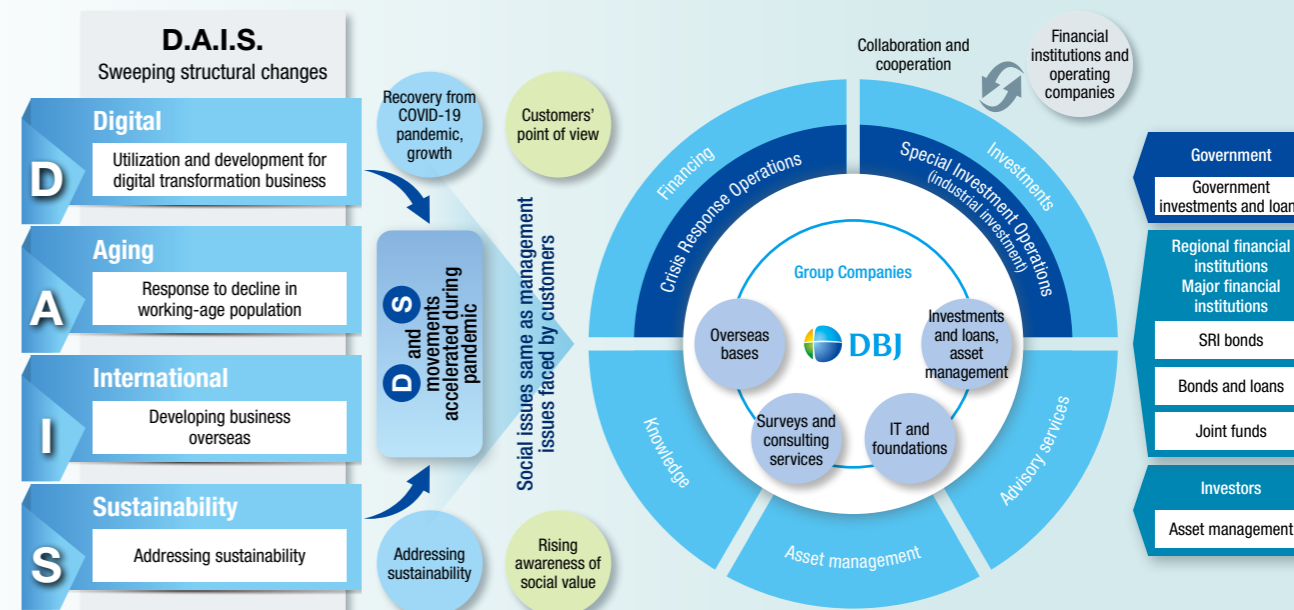 D.A.I.S.
Sweeping structural changes
D
Digital
Utilization and development for
digital transformation business
A
Aging
Response to decline in
working-age population
I
International
Developing business
overseas
S
Sustainability
Addressing sustainability
Recovery from
COVID-19
pandemic,
growth
Customers'
point of view
D and S
movements
accelerated during
pandemic
Social issues same as management
issues faced by customers
Addressing
sustainability
Rising
awareness of
social value
Collaboration and
cooperation
Financial
institutions and
operating
companies
Financing
Crisis Response Operations
Investments
Special Investment Operations
(industrial investment)
Group Companies
DBJ
Overseas
bases
Investments
and loans,
asset
management
Surveys and
consulting
services
IT and
foundations
Knowledge
Asset management
Advisory services
Government
Government
investments and loan
Regional financial
institutions
Major financial
institutions
SRI bonds
Bonds and loans
Joint funds
Investors
Asset management